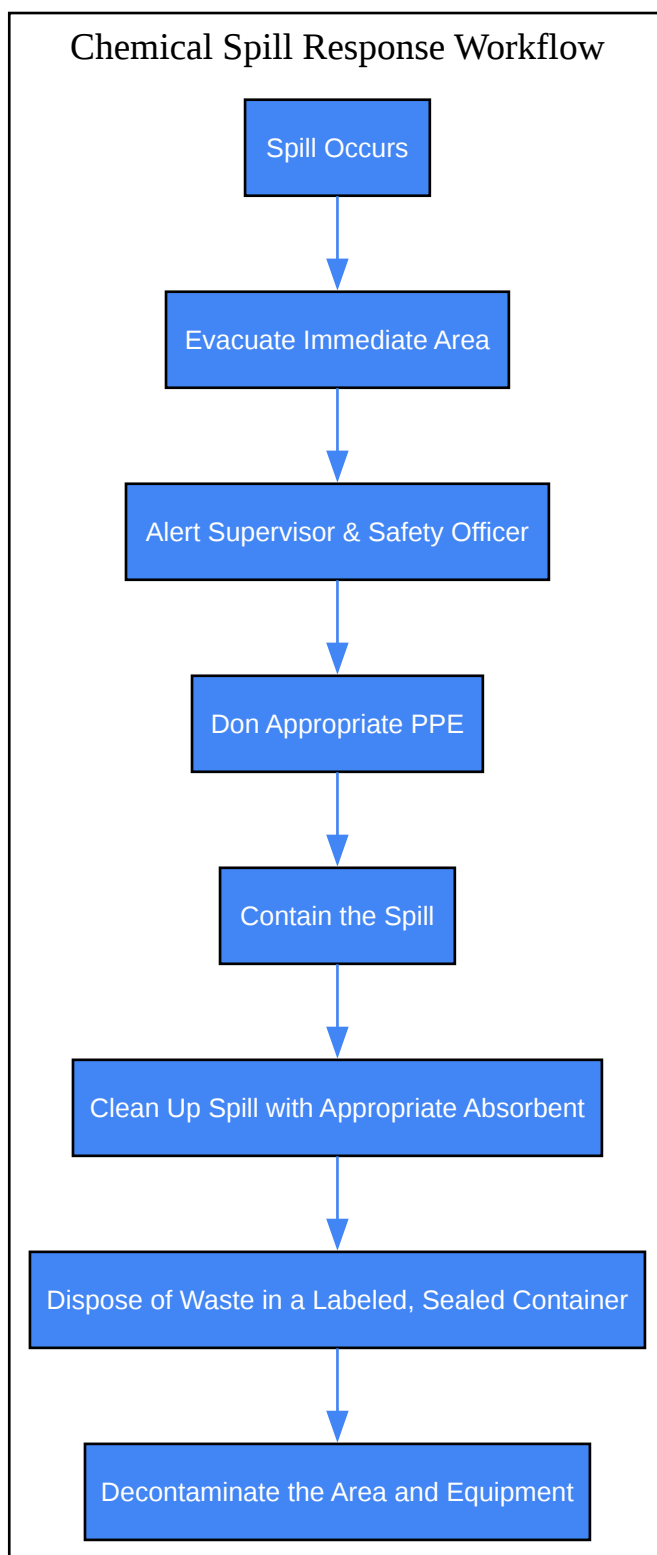 Chemical Spill Response Workflow
Spill Occurs
Evacuate Immediate Area
Alert Supervisor & Safety Officer
Don Appropriate PPE
Contain the Spill
Clean Up Spill with Appropriate Absorbent
Dispose of Waste in a Labeled, Sealed Container
Decontaminate the Area and Equipment